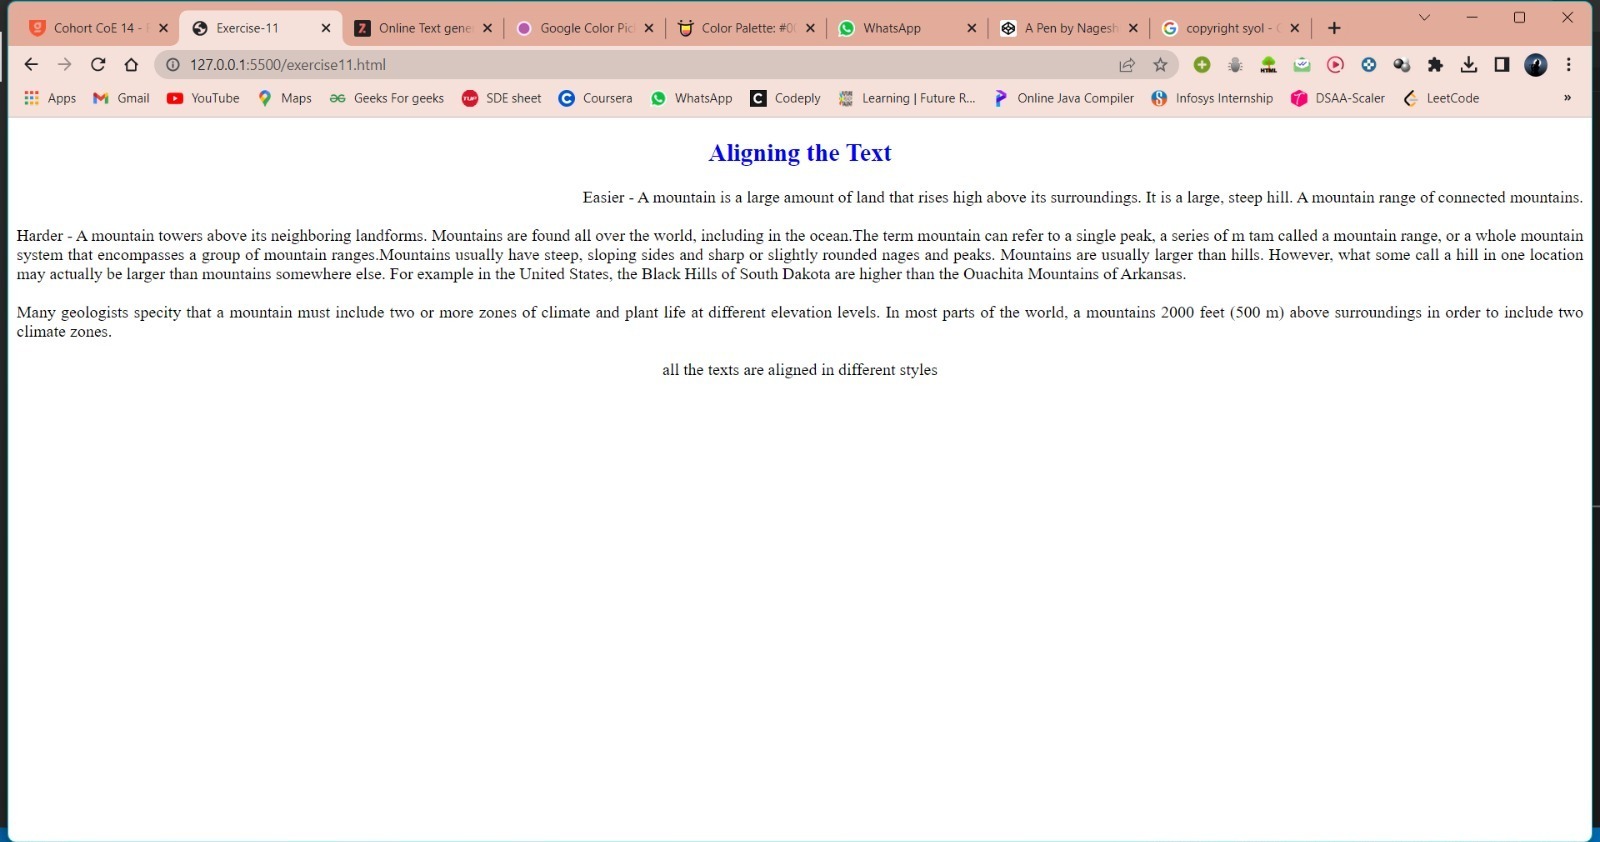 Cohort CoE 14 -
Exercise-11
Online Text gene
Google Color Pic
Color Palette: #0
WhatsApp
A Pen by Nagesh
copyright syol -
127.0.0.1:5500/exercise11.html
Apps Gmail YouTube Maps Geeks For geeks SDE sheet Coursera WhatsApp Codeply Learning | Future R... Online Java Compiler Infosys Internship DSAA-Scaler LeetCode »
Aligning the Text
Easier - A mountain is a large amount of land that rises high above its surroundings. It is a large, steep hill. A mountain range of connected mountains.
Harder - A mountain towers above its neighboring landforms. Mountains are found all over the world, including in the ocean.The term mountain can refer to a single peak, a series of m tam called a mountain range, or a whole mountain
system that encompasses a group of mountain ranges.Mountains usually have steep, sloping sides and sharp or slightly rounded nages and peaks. Mountains are usually larger than hills. However, what some call a hill in one location
may actually be larger than mountains somewhere else. For example in the United States, the Black Hills of South Dakota are higher than the Ouachita Mountains of Arkansas.
Many geologists specity that a mountain must include two or more zones of climate and plant life at different elevation levels. In most parts of the world, a mountains 2000 feet (500 m) above surroundings in order to include two
climate zones.
all the texts are aligned in different styles